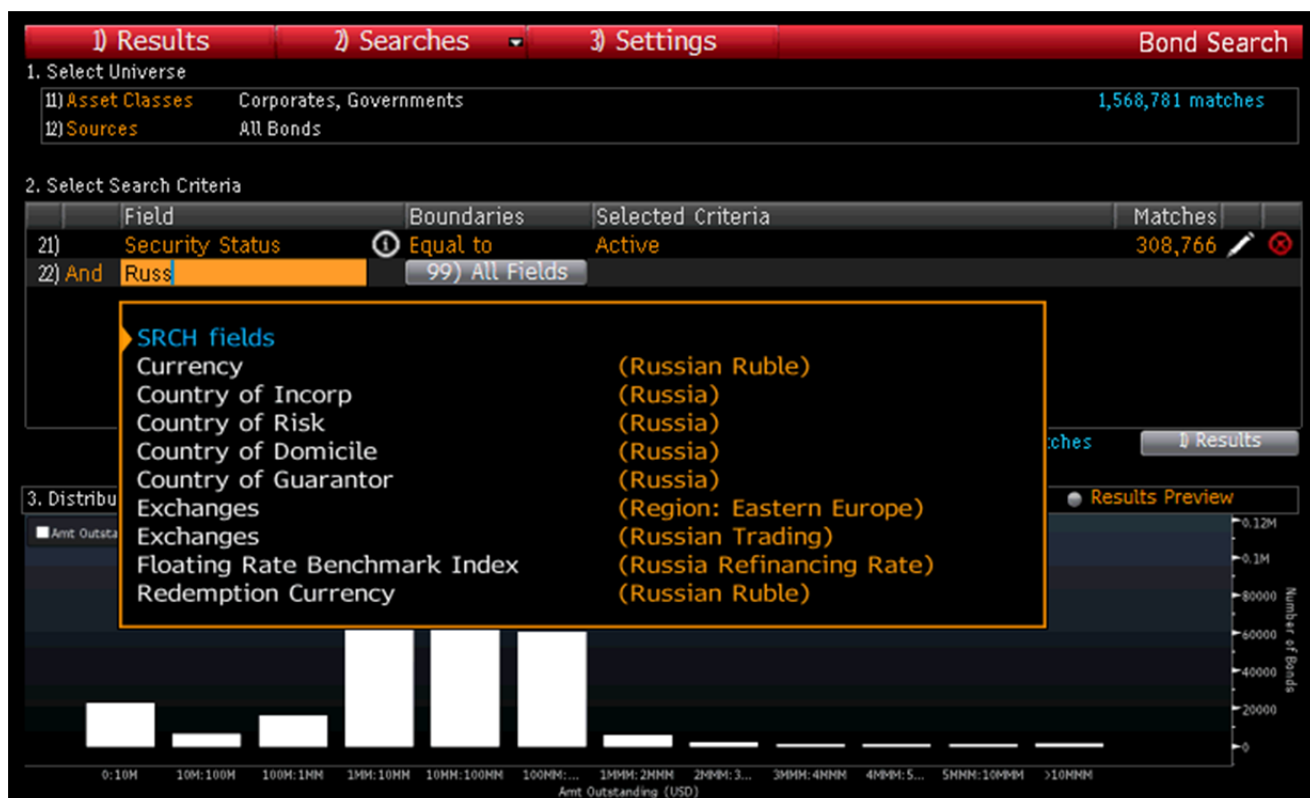 1) Results 2) Searches 3) Settings Bond Search
1. Select Universe
11) Asset Classes Corporates, Governments 1,568,781 matches
12) Sources All Bonds
2. Select Search Criteria
Field Boundaries Selected Criteria Matches
21) Security Status Equal to Active 308,766
22) And Russ 99) All Fields
SRCH fields
Currency (Russian Ruble)
Country of Incorp (Russia)
Country of Risk (Russia)
Country of Domicile (Russia)
Country of Guarantor (Russia)
Exchanges (Region: Eastern Europe)
Exchanges (Russian Trading)
Floating Rate Benchmark Index (Russia Refinancing Rate)
Redemption Currency (Russian Ruble)
tches 1) Results
3. Distribu Results Preview
Amt Outsta
0.12M
0.1M
80000
60000
40000
20000
0
Number of Bonds
0:10M 10M:100M 100M:1MM 1MM:10MM 10MM:100MM 100MM:... 1MMM:2MMM 2MMM:3... 3MMM:4MMM 4MMM:5... 5MMM:10MMM >10MMM
Amt Outstanding (USD)